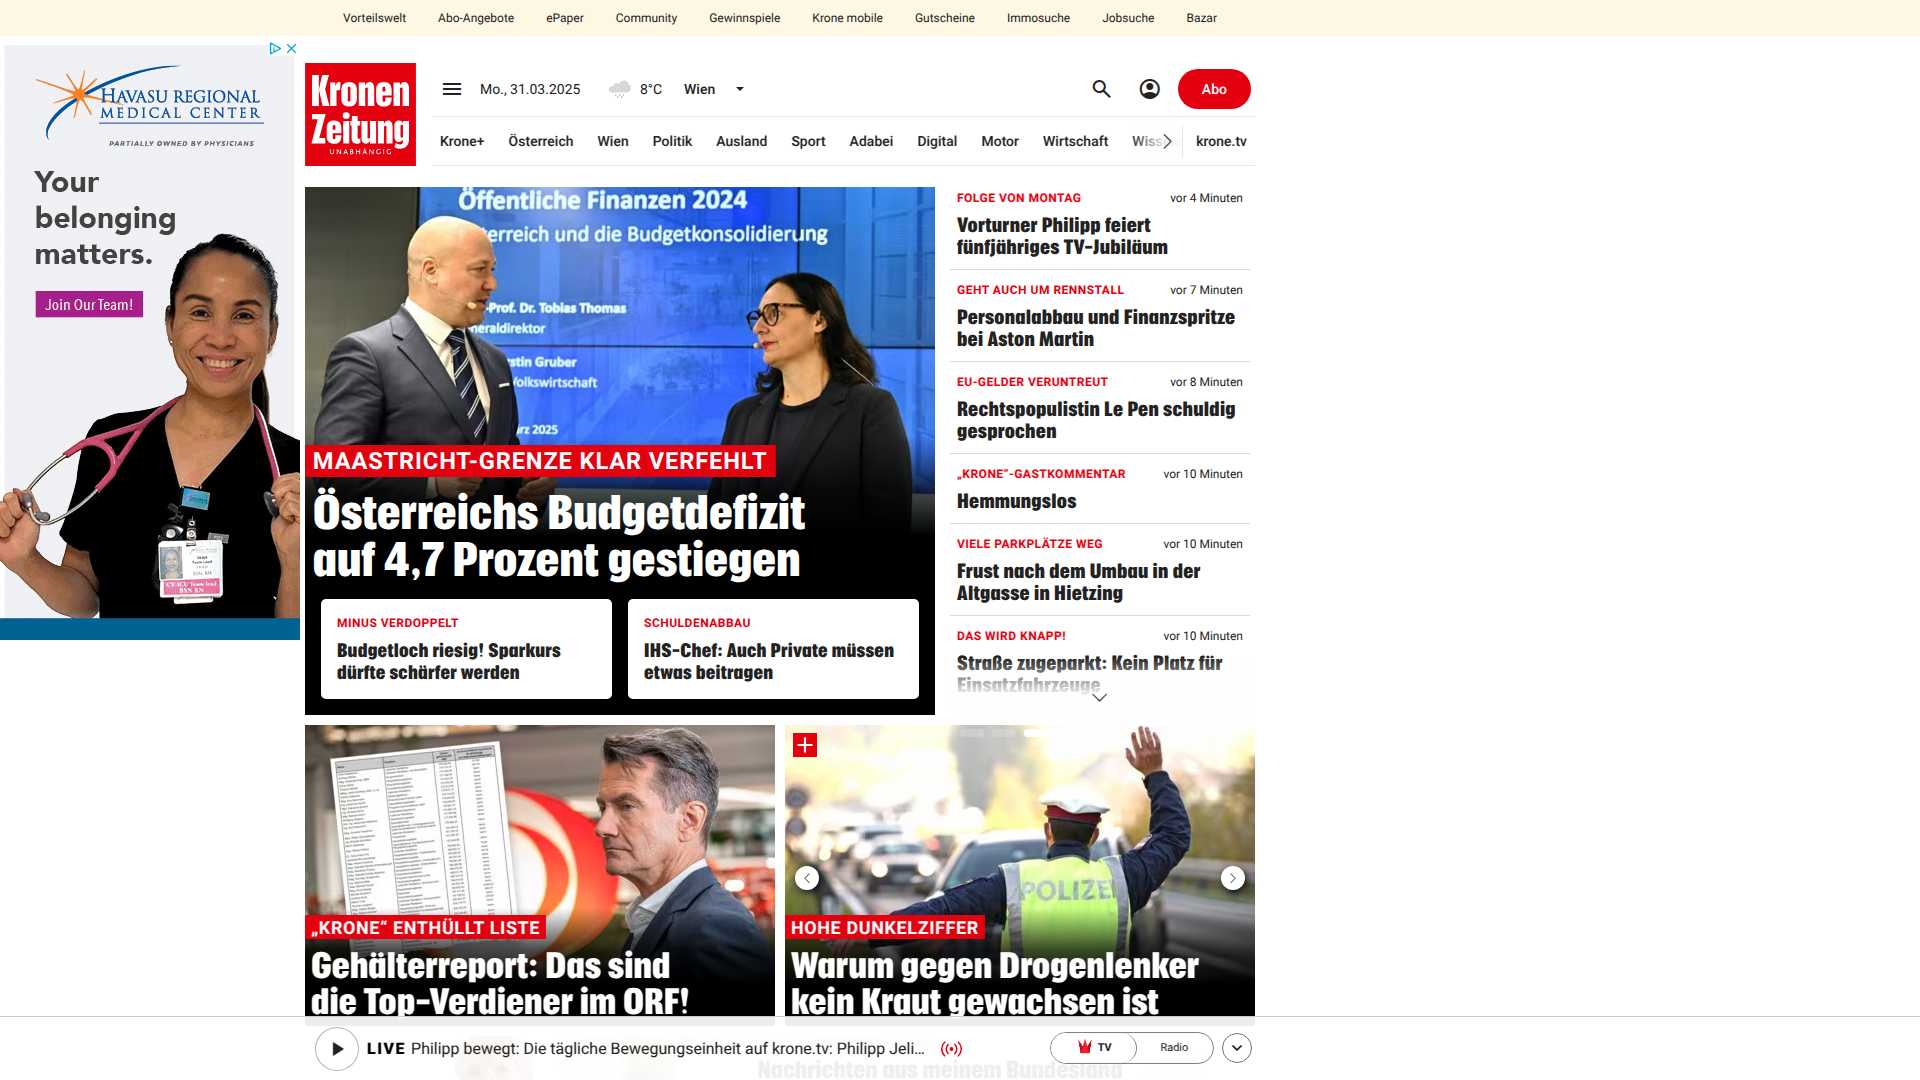 Vorteilswelt Abo-Angebote ePaper Community Gewinnspiele Krone mobile Gutscheine Immosuche Jobsuche Bazar
HAVASU REGIONAL
MEDICAL CENTER
PARTIALLY OWNED BY PHYSICIANS
Your
belonging
matters.
Join Our Team!
Kronen
Zeitung
UNABHÄNGIG
Mo., 31.03.2025 8°C Wien Abo
Krone+ Österreich Wien Politik Ausland Sport Adabei Digital Motor Wirtschaft Wiss krone.tv
Öffentliche Finanzen 2024
terreich und die Budgetkonsolidierung
-Prof. Dr. Tobias Thomas
neraldirektor
stin Gruber
Volkswirtschaft
ärz 2025
MAASTRICHT-GRENZE KLAR VERFEHLT
Österreichs Budgetdefizit
auf 4,7 Prozent gestiegen
MINUS VERDOPPELT
Budgetloch riesig! Sparkurs
dürfte schärfer werden
SCHULDENABBAU
IHS-Chef: Auch Private müssen
etwas beitragen
FOLGE VON MONTAG vor 4 Minuten
Vorturner Philipp feiert
fünfjähriges TV-Jubiläum
GEHT AUCH UM RENNSTALL vor 7 Minuten
Personalabbau und Finanzspritze
bei Aston Martin
EU-GELDER VERUNTREUT vor 8 Minuten
Rechtspopulistin Le Pen schuldig
gesprochen
„KRONE“-GASTKOMMENTAR vor 10 Minuten
Hemmungslos
VIELE PARKPLÄTZE WEG vor 10 Minuten
Frust nach dem Umbau in der
Altgasse in Hietzing
DAS WIRD KNAPP! vor 10 Minuten
Straße zugeparkt: Kein Platz für
Einsatzfahrzeuge
„KRONE“ ENTHÜLLT LISTE
Gehälterreport: Das sind
die Top-Verdiener im ORF!
POLIZEI
HOHE DUNKELZIFFER
Warum gegen Drogenlenker
kein Kraut gewachsen ist
LIVE Philipp bewegt: Die tägliche Bewegungseinheit auf krone.tv: Philipp Jeli... TV Radio
Nachrichten aus meinem Bundesland